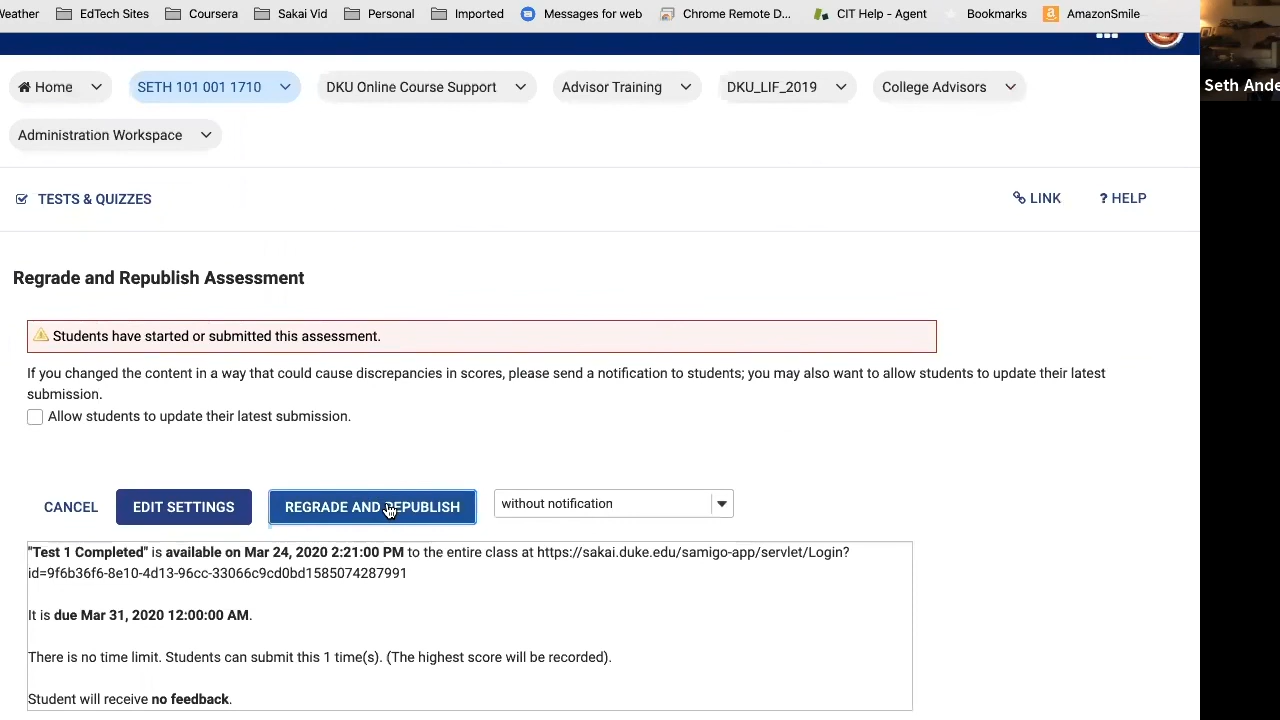 Weather EdTech Sites Coursera Sakai Vid Personal Imported Messages for web Chrome Remote D... CIT Help - Agent Bookmarks AmazonSmile
Seth Ande
Home SETH 101 001 1710 DKU Online Course Support Advisor Training DKU_LIF_2019 College Advisors
Administration Workspace
TESTS & QUIZZES LINK ? HELP
Regrade and Republish Assessment
Students have started or submitted this assessment.
If you changed the content in a way that could cause discrepancies in scores, please send a notification to students; you may also want to allow students to update their latest
submission.
Allow students to update their latest submission.
CANCEL EDIT SETTINGS REGRADE AND REPUBLISH without notification
"Test 1 Completed" is available on Mar 24, 2020 2:21:00 PM to the entire class at https://sakai.duke.edu/samigo-app/servlet/Login?
id=9f6b36f6-8e10-4d13-96cc-33066c9cd0bd1585074287991
It is due Mar 31, 2020 12:00:00 AM.
There is no time limit. Students can submit this 1 time(s). (The highest score will be recorded).
Student will receive no feedback.